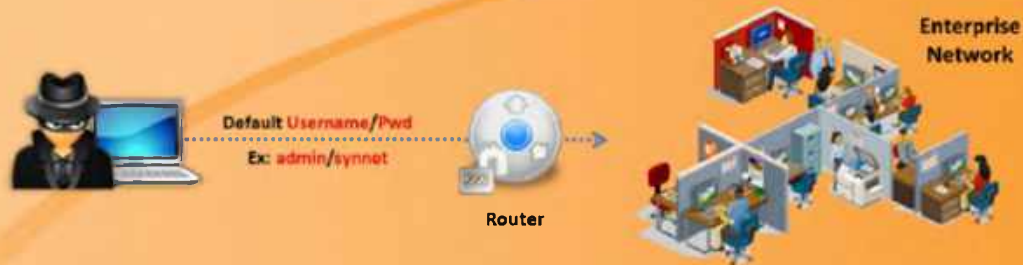 Enterprise
Network
Default Username/Pwd
Ex: admin/synnet
Router